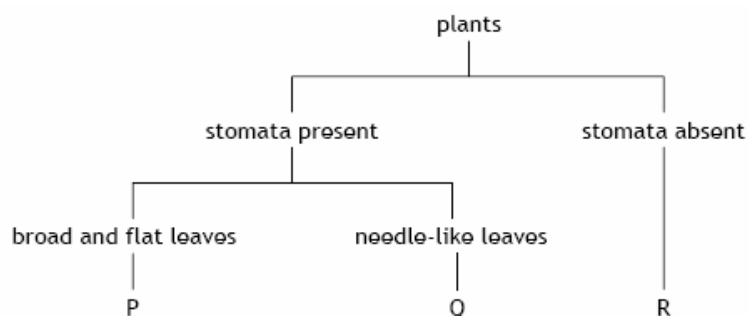 plants
stomata present
stomata absent
broad and flat leaves
needle-like leaves
P
Q
R